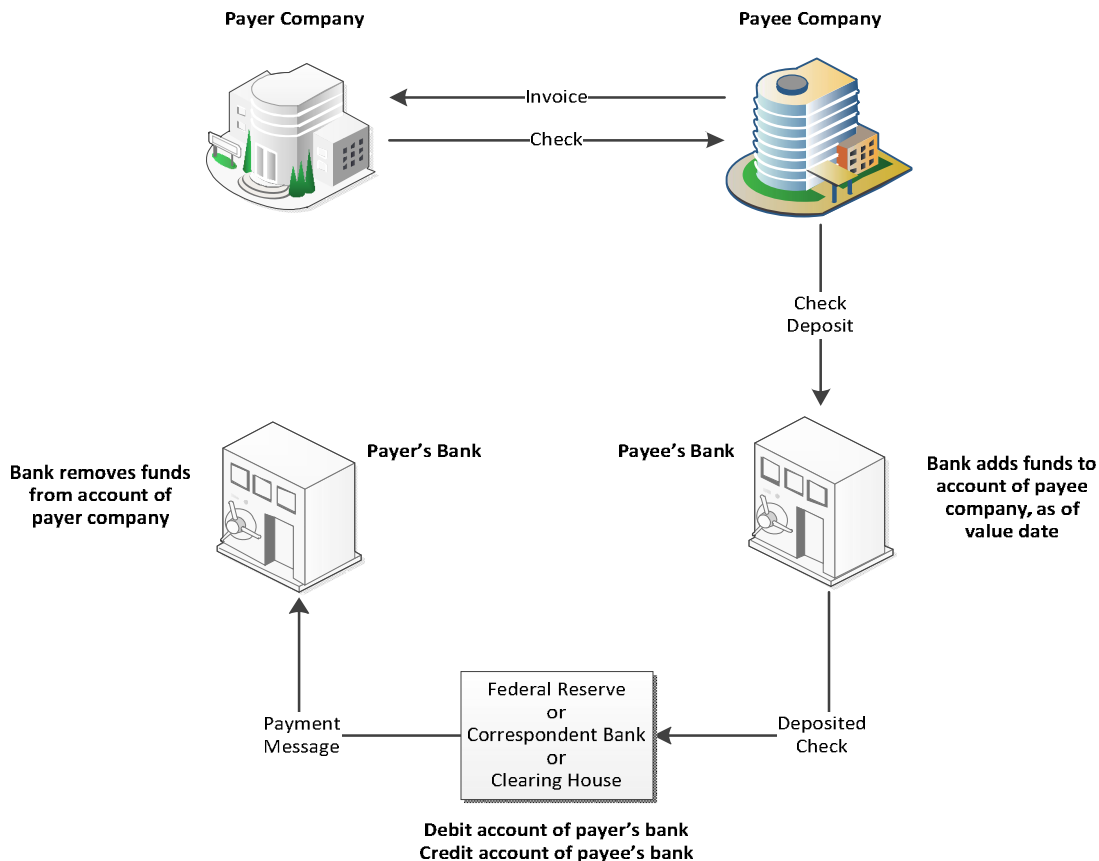 Payer Company
Payee Company
Invoice
Check
Check
Deposit
Payer’s Bank
Payee’s Bank
Bank removes funds
from account of
payer company
Bank adds funds to
account of payee
company, as of
value date
Federal Reserve
or
Correspondent Bank
or
Clearing House
Payment
Message
Deposited
Check
Debit account of payer’s bank
Credit account of payee’s bank